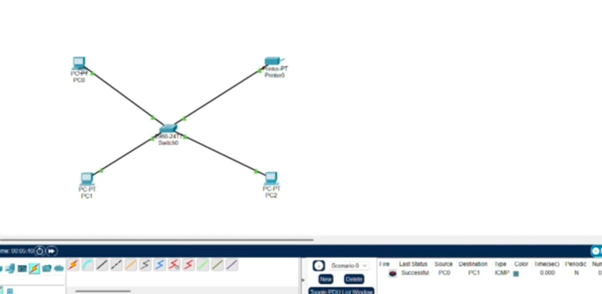 PC-PT
PC0
Printer-PT
Printer0
2960-24TT
Switch0
PC-PT
PC1
PC-PT
PC2
me: 00:05:10
Scenario 0
New
Delete
Toggle PDU List Window
Fire Last Status Source Destination Type Color Time(sec) Periodic Num
Successful PC0 PC1 ICMP 0.000 N 0